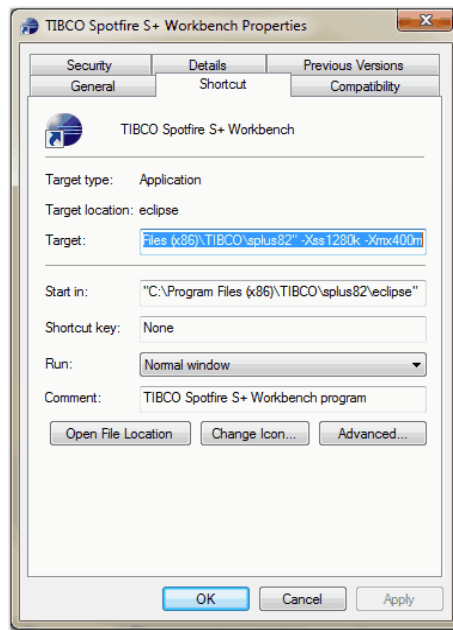 TIBCO Spotfire S+ Workbench Properties
Security Details Previous Versions
General Shortcut Compatibility
TIBCO Spotfire S+ Workbench
Target type: Application
Target location: eclipse
Target: Files (x86)\TIBCO\splus82" -Xss1280k -Xmx400m
Start in: "C:\Program Files (x86)\TIBCO\splus82\eclipse"
Shortcut key: None
Run: Normal window
Comment: TIBCO Spotfire S+ Workbench program
Open File Location Change Icon... Advanced...
OK Cancel Apply